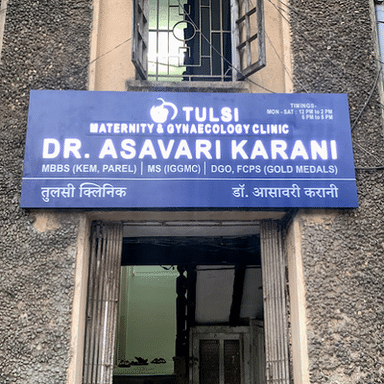 TULSI
TIMINGS-
MON - SAT : 12 PM to 2 PM
6 PM to 8 PM
MATERNITY & GYNAECOLOGY CLINIC
DR. ASAVARI KARANI
MBBS (KEM, PAREL) | MS (IGGMC) | DGO, FCPS (GOLD MEDALS)
तुलसी क्लिनिक डॉ. आसावरी करानी